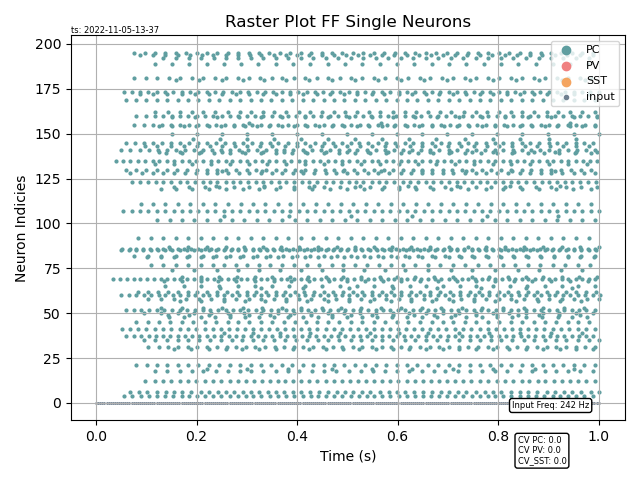 Raster Plot FF Single Neurons
ts: 2022-11-05-13-37
PC
PV
SST
input
200
175
150
125
100
75
50
25
0
Neuron Indicies
Input Freq: 242 Hz
0.0 0.2 0.4 0.6 0.8 1.0
Time (s)
CV PC: 0.0
CV PV: 0.0
CV_SST: 0.0